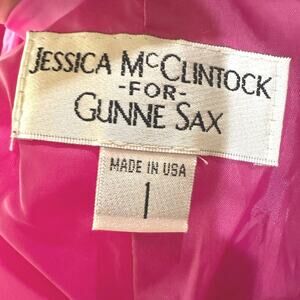 JESSICA MCCLINTOCK
-FOR-
GUNNE SAX
MADE IN USA
1